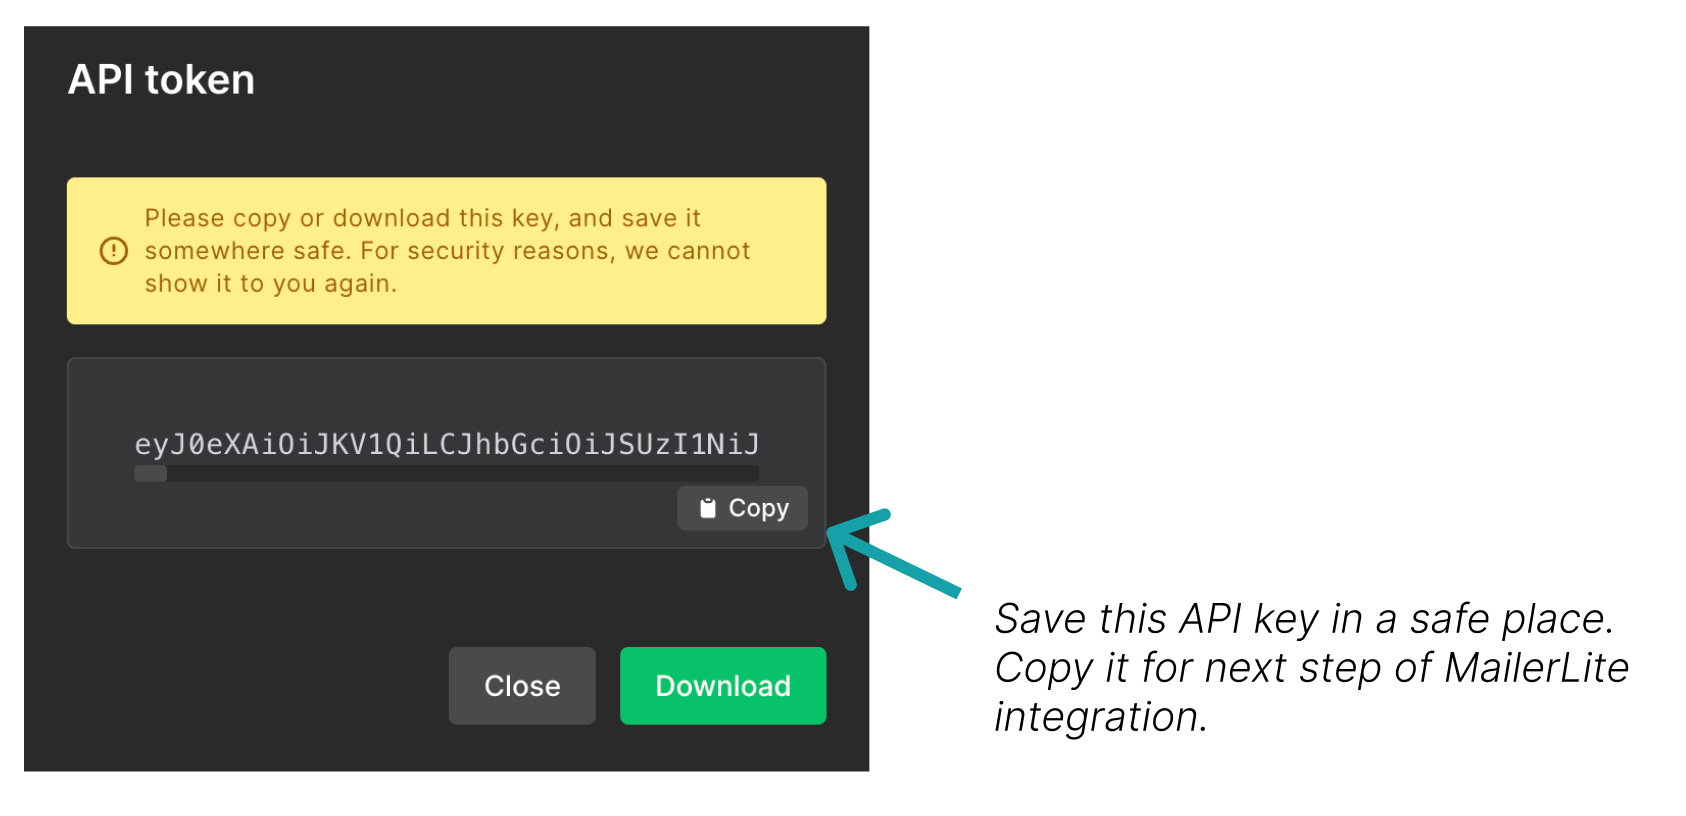 API token
Please copy or download this key, and save it
somewhere safe. For security reasons, we cannot
show it to you again.
eyJ0eXAiOiJKV1QiLCJhbGciOiJSUzI1NiJ
Copy
Save this API key in a safe place.
Copy it for next step of MailerLite
integration.
Close
Download